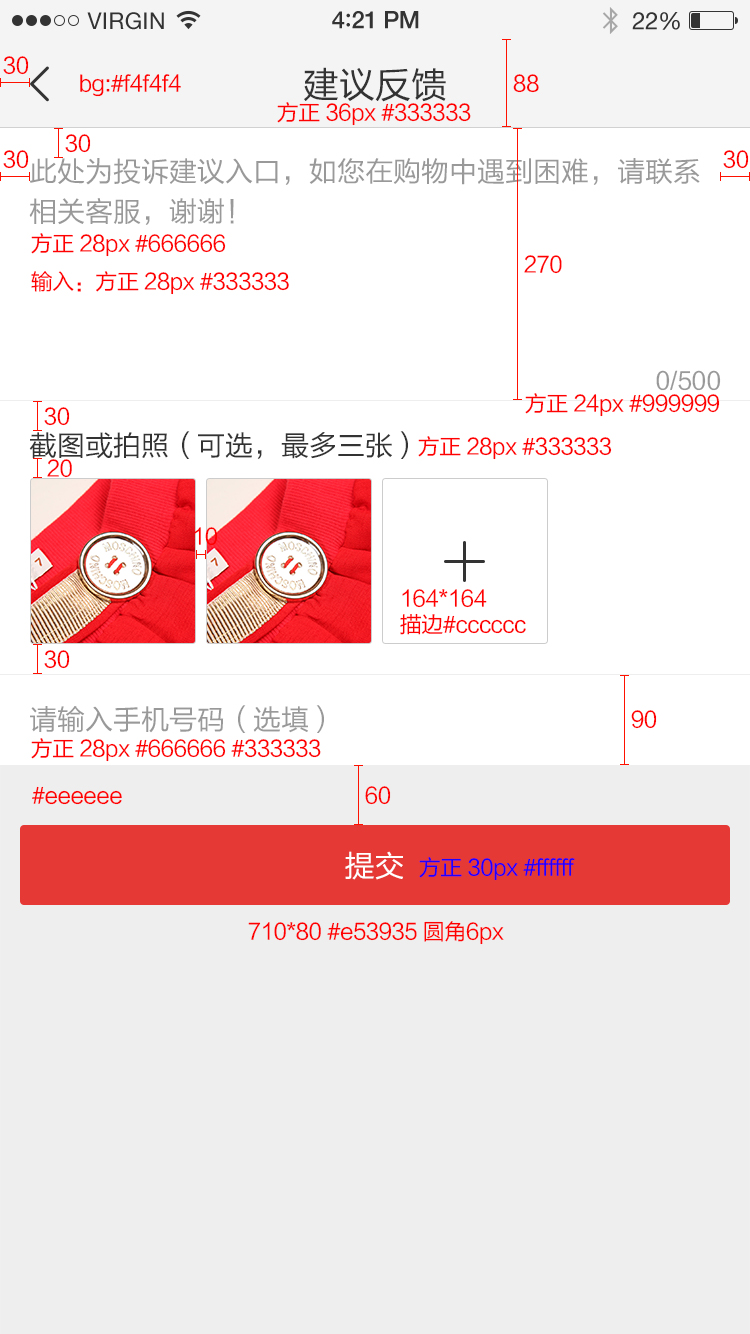 VIRGIN 4:21 PM 22%
30 bg:#f4f4f4 建议反馈 88
方正 36px #333333
30
30 30
此处为投诉建议入口，如您在购物中遇到困难，请联系
相关客服，谢谢！
方正 28px #666666
270
输入：方正 28px #333333
0/500
方正 24px #999999
30
截图或拍照（可选，最多三张） 方正 28px #333333
20
10
MOSCHINO MOSCHINO
7
MOSCHINO MOSCHINO
7
164*164
描边#cccccc
30
请输入手机号码（选填） 90
方正 28px #666666 #333333
#eeeeee 60
提交 方正 30px #ffffff
710*80 #e53935 圆角6px